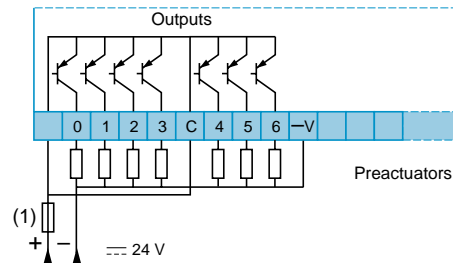 Outputs
0 1 2 3 C 4 5 6 –V
Preactuators
(1)
+ – 24 V